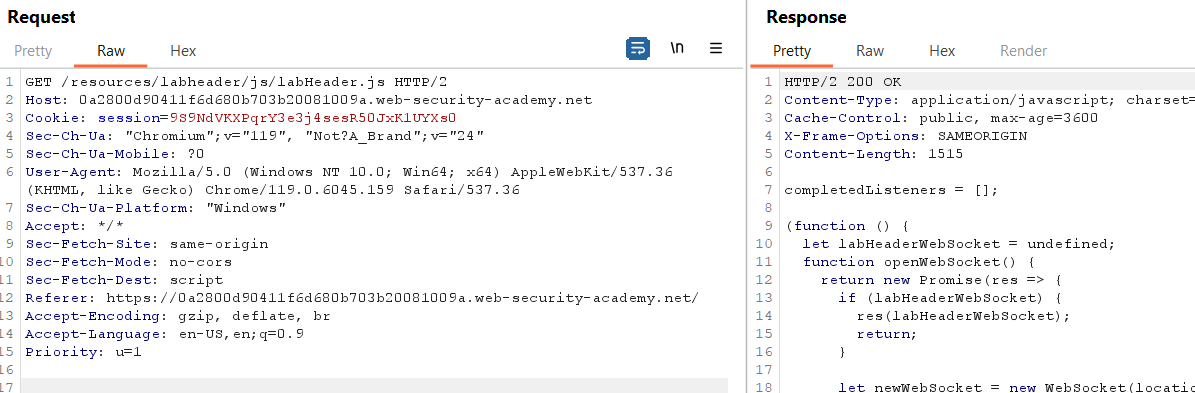 Request
Pretty Raw Hex
\n
1 GET /resources/labheader/js/labHeader.js HTTP/2
2 Host: 0a2800d90411f6d680b703b20081009a.web-security-academy.net
3 Cookie: session=9S9NdVKXPqrY3e3j4sesR50JxKlUYXs0
4 Sec-Ch-Ua: "Chromium";v="119", "Not?A_Brand";v="24"
5 Sec-Ch-Ua-Mobile: ?0
6 User-Agent: Mozilla/5.0 (Windows NT 10.0; Win64; x64) AppleWebKit/537.36
(KHTML, like Gecko) Chrome/119.0.6045.159 Safari/537.36
7 Sec-Ch-Ua-Platform: "Windows"
8 Accept: */*
9 Sec-Fetch-Site: same-origin
10 Sec-Fetch-Mode: no-cors
11 Sec-Fetch-Dest: script
12 Referer: https://0a2800d90411f6d680b703b20081009a.web-security-academy.net/
13 Accept-Encoding: gzip, deflate, br
14 Accept-Language: en-US,en;q=0.9
15 Priority: u=1
16
17
Response
Pretty Raw Hex Render
1 HTTP/2 200 OK
2 Content-Type: application/javascript; charset=
3 Cache-Control: public, max-age=3600
4 X-Frame-Options: SAMEORIGIN
5 Content-Length: 1515
6
7 completedListeners = [];
8
9 (function () {
10 let labHeaderWebSocket = undefined;
11 function openWebSocket() {
12 return new Promise(res => {
13 if (labHeaderWebSocket) {
14 res(labHeaderWebSocket);
15 return;
16 }
17
18 let newWebSocket = new WebSocket(locatio